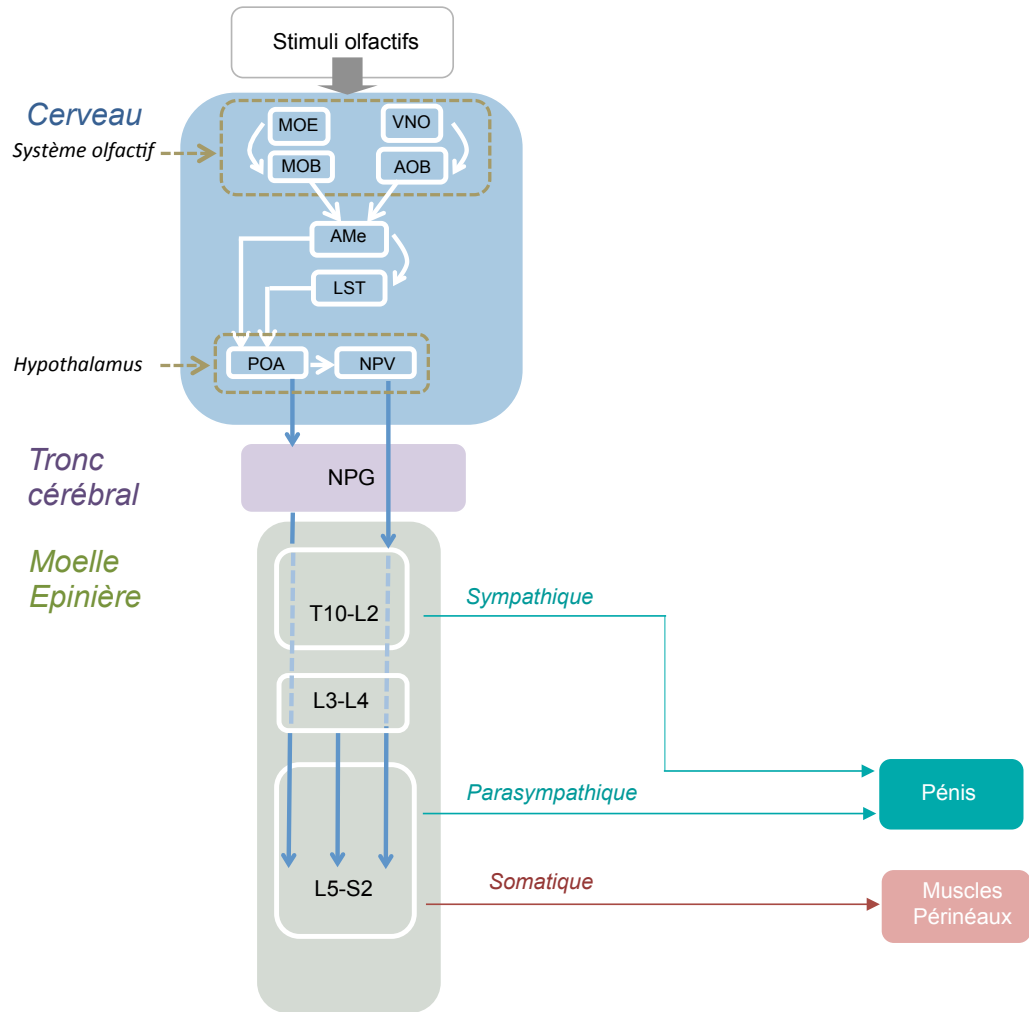 Stimuli olfactifs
Cerveau
Système olfactif
MOE
VNO
MOB
AOB
AMe
LST
Hypothalamus
POA
NPV
Tronc
cérébral
NPG
Moelle
Epinière
T10-L2
Sympathique
L3-L4
Parasympathique
Pénis
L5-S2
Somatique
Muscles
Périnéaux